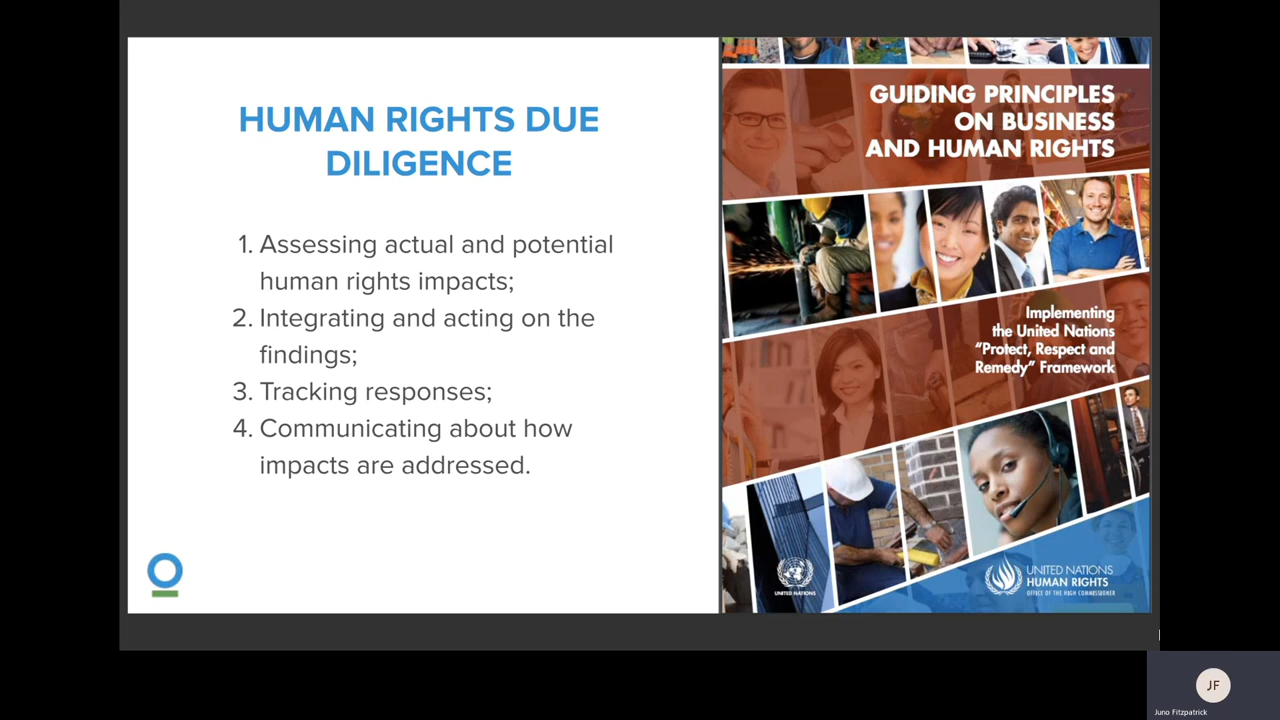 HUMAN RIGHTS DUE
DILIGENCE
1. Assessing actual and potential
human rights impacts;
2. Integrating and acting on the
findings;
3. Tracking responses;
4. Communicating about how
impacts are addressed.
GUIDING PRINCIPLES
ON BUSINESS
AND HUMAN RIGHTS
Implementing
the United Nations
“Protect, Respect and
Remedy” Framework
UNITED NATIONS
UNITED NATIONS
HUMAN RIGHTS
OFFICE OF THE HIGH COMMISSIONER
JF
Juno Fitzpatrick